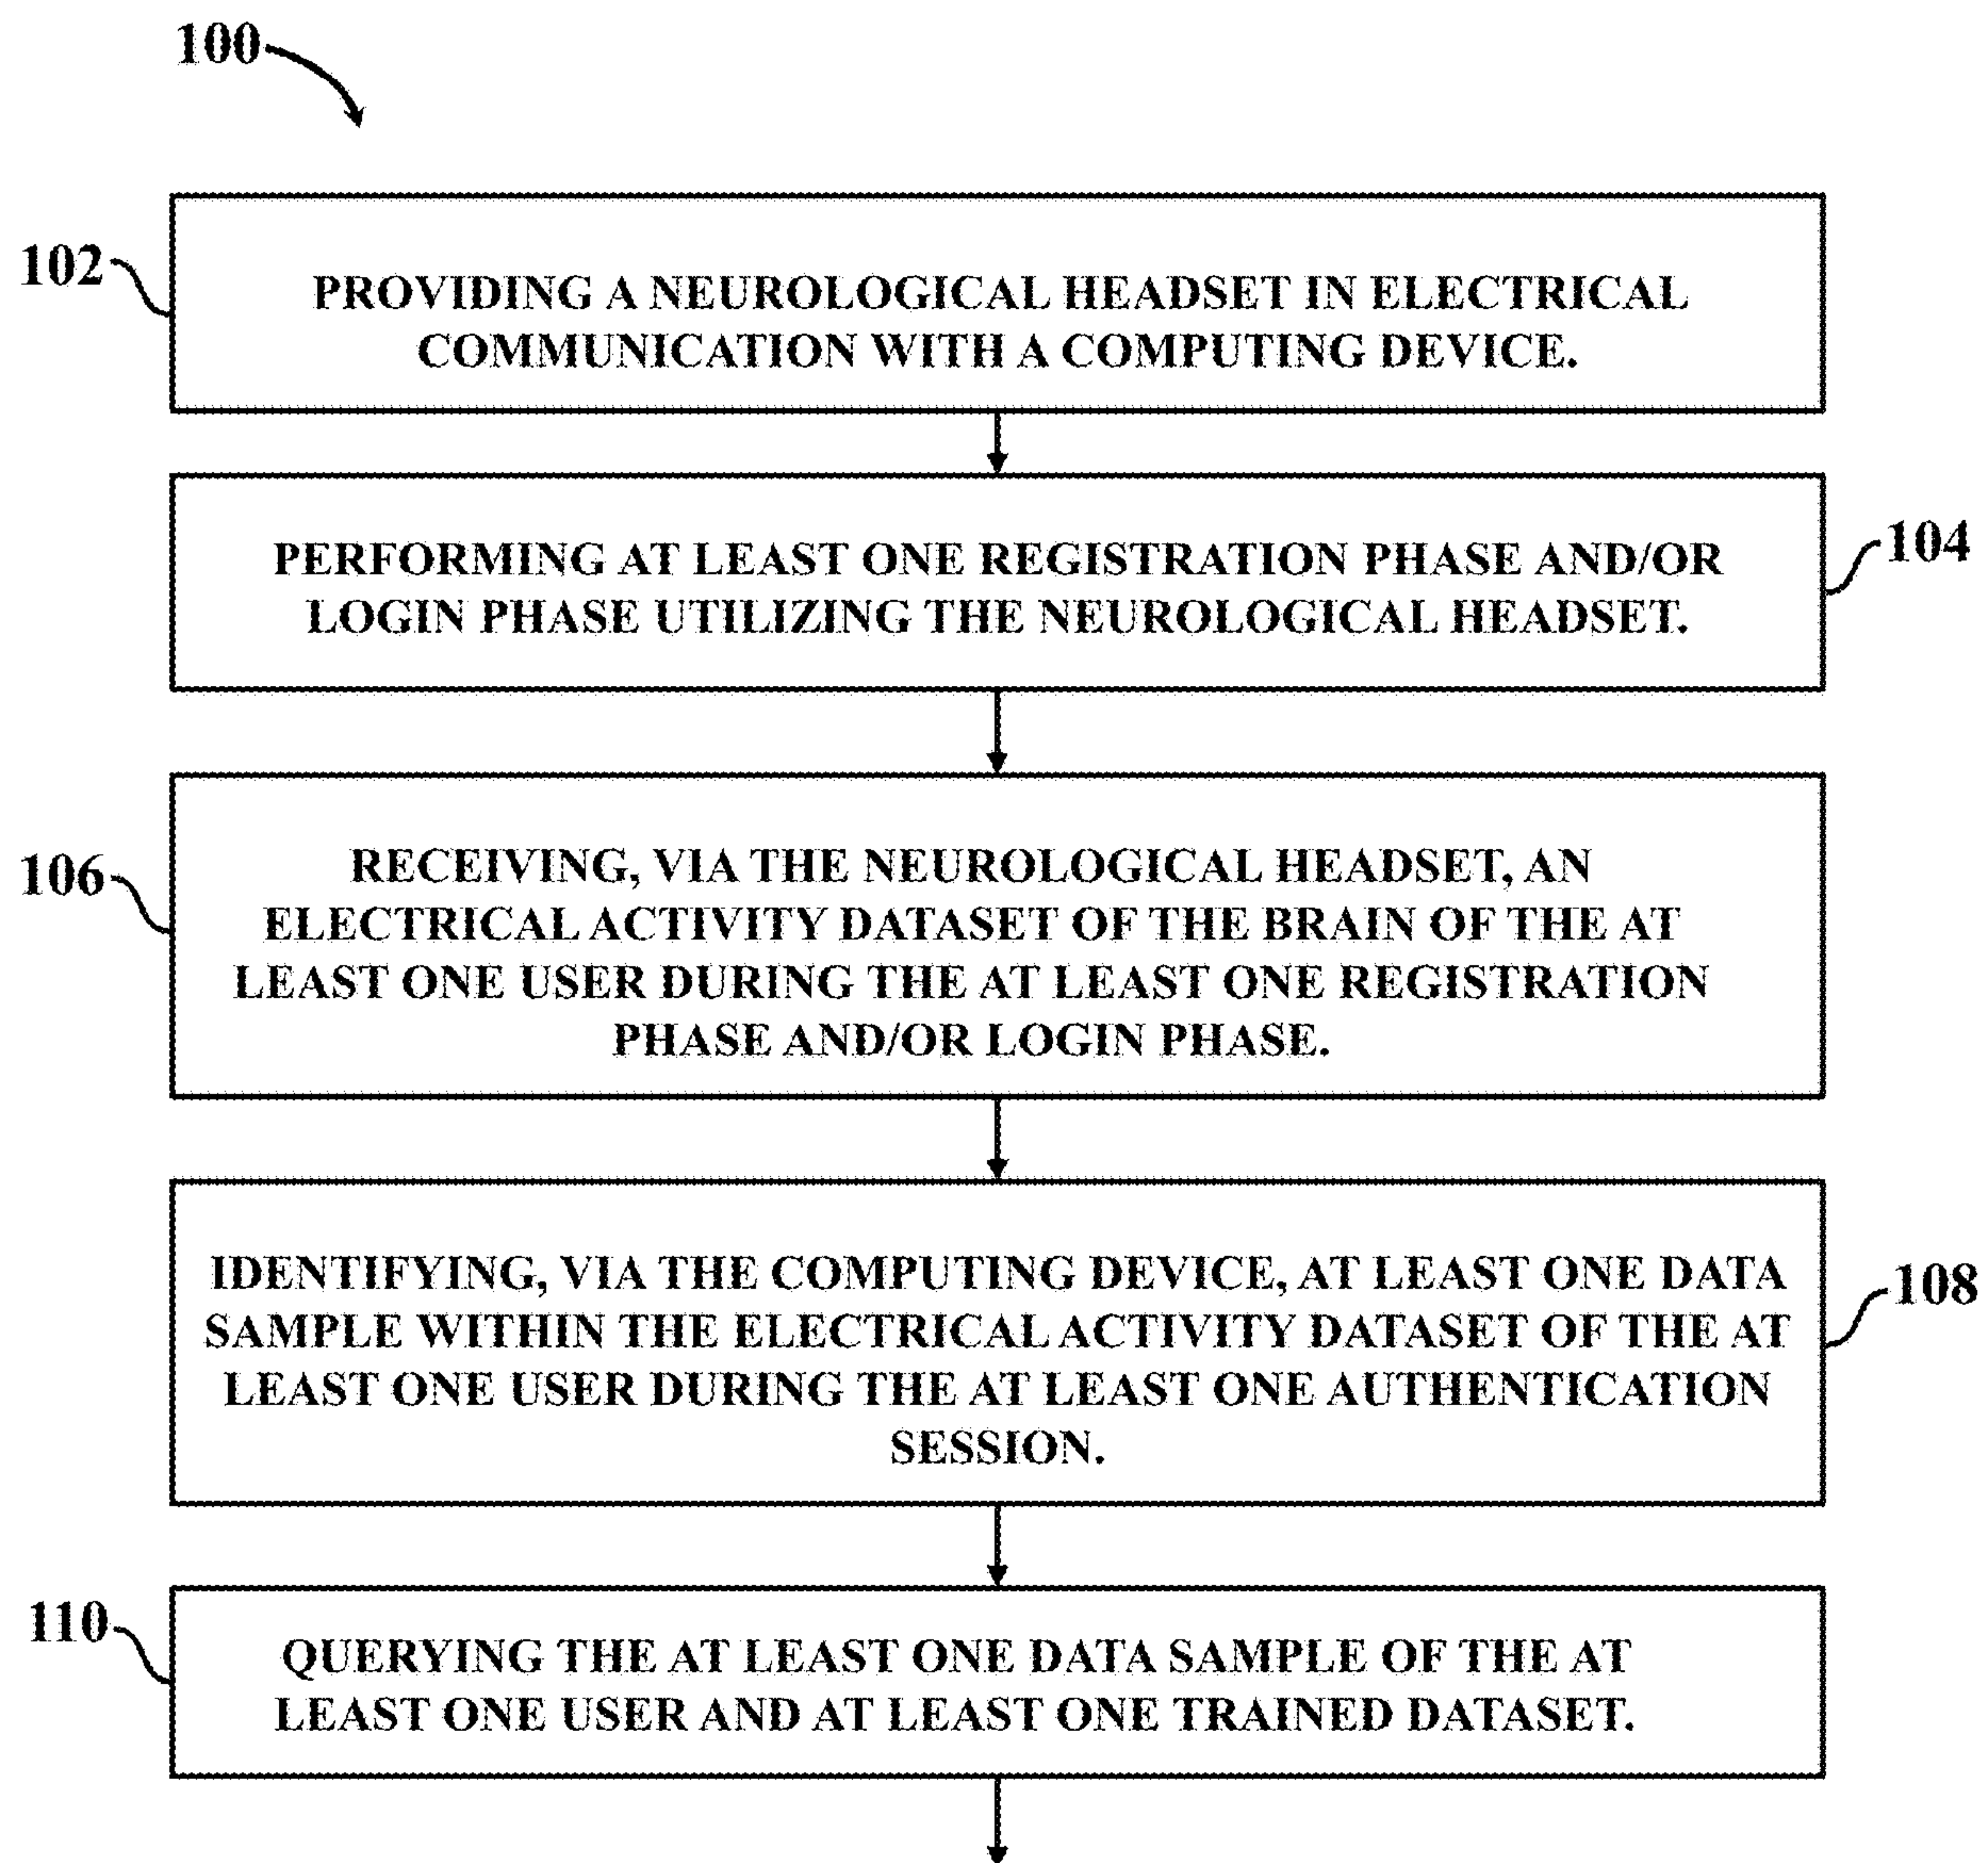 100
102
PROVIDING A NEUROLOGICAL HEADSET IN ELECTRICAL
COMMUNICATION WITH A COMPUTING DEVICE.
PERFORMING AT LEAST ONE REGISTRATION PHASE AND/OR
LOGIN PHASE UTILIZING THE NEUROLOGICAL HEADSET.
104
106
RECEIVING, VIA THE NEUROLOGICAL HEADSET, AN
ELECTRICAL ACTIVITY DATASET OF THE BRAIN OF THE AT
LEAST ONE USER DURING THE AT LEAST ONE REGISTRATION
PHASE AND/OR LOGIN PHASE.
IDENTIFYING, VIA THE COMPUTING DEVICE, AT LEAST ONE DATA
SAMPLE WITHIN THE ELECTRICAL ACTIVITY DATASET OF THE AT
LEAST ONE USER DURING THE AT LEAST ONE AUTHENTICATION
SESSION.
108
110
QUERYING THE AT LEAST ONE DATA SAMPLE OF THE AT
LEAST ONE USER AND AT LEAST ONE TRAINED DATASET.